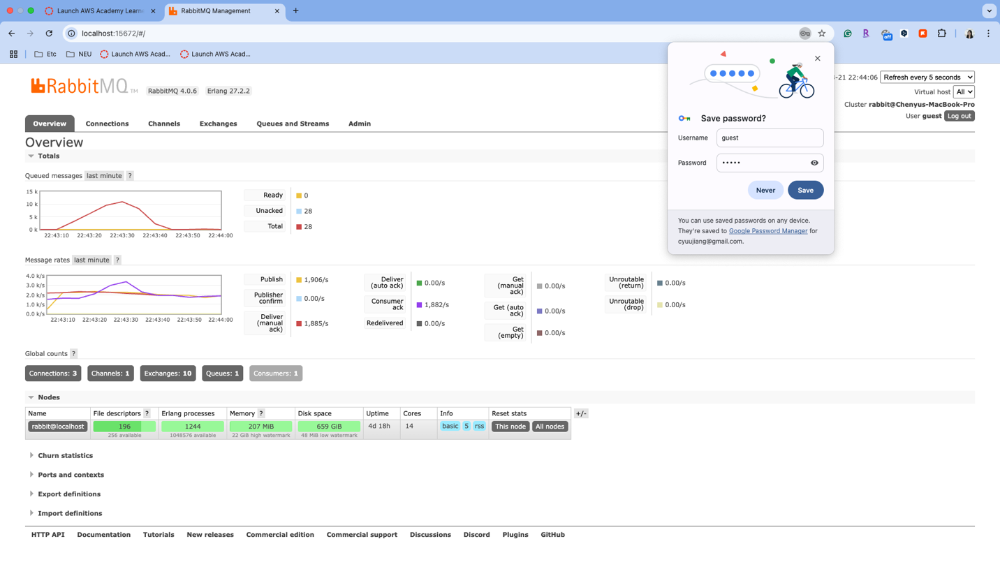 Launch AWS Academy Learne
RabbitMQ Management
localhost:15672/#/
off
Etc
NEU
Launch AWS Acad...
Launch AWS Acad...
RabbitMQ TM
RabbitMQ 4.0.6
Erlang 27.2.2
-21 22:44:06
Refresh every 5 seconds
Virtual host
All
Cluster rabbit@Chenyus-MacBook-Pro
User guest
Log out
Overview
Connections
Channels
Exchanges
Queues and Streams
Admin
Save password?
Username
guest
Password
•••••
Never
Save
You can use saved passwords on any device.
They're saved to Google Password Manager for
cyuujiang@gmail.com.
Overview
Totals
Queued messages last minute ?
15 k
10 k
5 k
0 k
22:43:10 22:43:20 22:43:30 22:43:40 22:43:50 22:44:00
Ready 0
Unacked 28
Total 28
Message rates last minute ?
4.0 k/s
3.0 k/s
2.0 k/s
1.0 k/s
0.0 k/s
22:43:10 22:43:20 22:43:30 22:43:40 22:43:50 22:44:00
Publish 1,906/s
Publisher
confirm
0.00/s
Deliver
(manual
ack)
1,885/s
Deliver
(auto ack)
0.00/s
Consumer
ack
1,882/s
Redelivered 0.00/s
Get
(manual
ack)
0.00/s
Get (auto
ack)
0.00/s
Get
(empty)
0.00/s
Unroutable
(return)
0.00/s
Unroutable
(drop)
0.00/s
Global counts ?
Connections: 3
Channels: 1
Exchanges: 10
Queues: 1
Consumers: 1
Nodes
Name File descriptors ? Erlang processes Memory ? Disk space Uptime Cores Info Reset stats +/-
rabbit@localhost 196 1244 207 MiB 659 GiB 4d 18h 14 basic 5 rss This node All nodes
256 available 1048576 available 22 GiB high watermark 48 MiB low watermark
Churn statistics
Ports and contexts
Export definitions
Import definitions
HTTP API Documentation Tutorials New releases Commercial edition Commercial support Discussions Discord Plugins GitHub